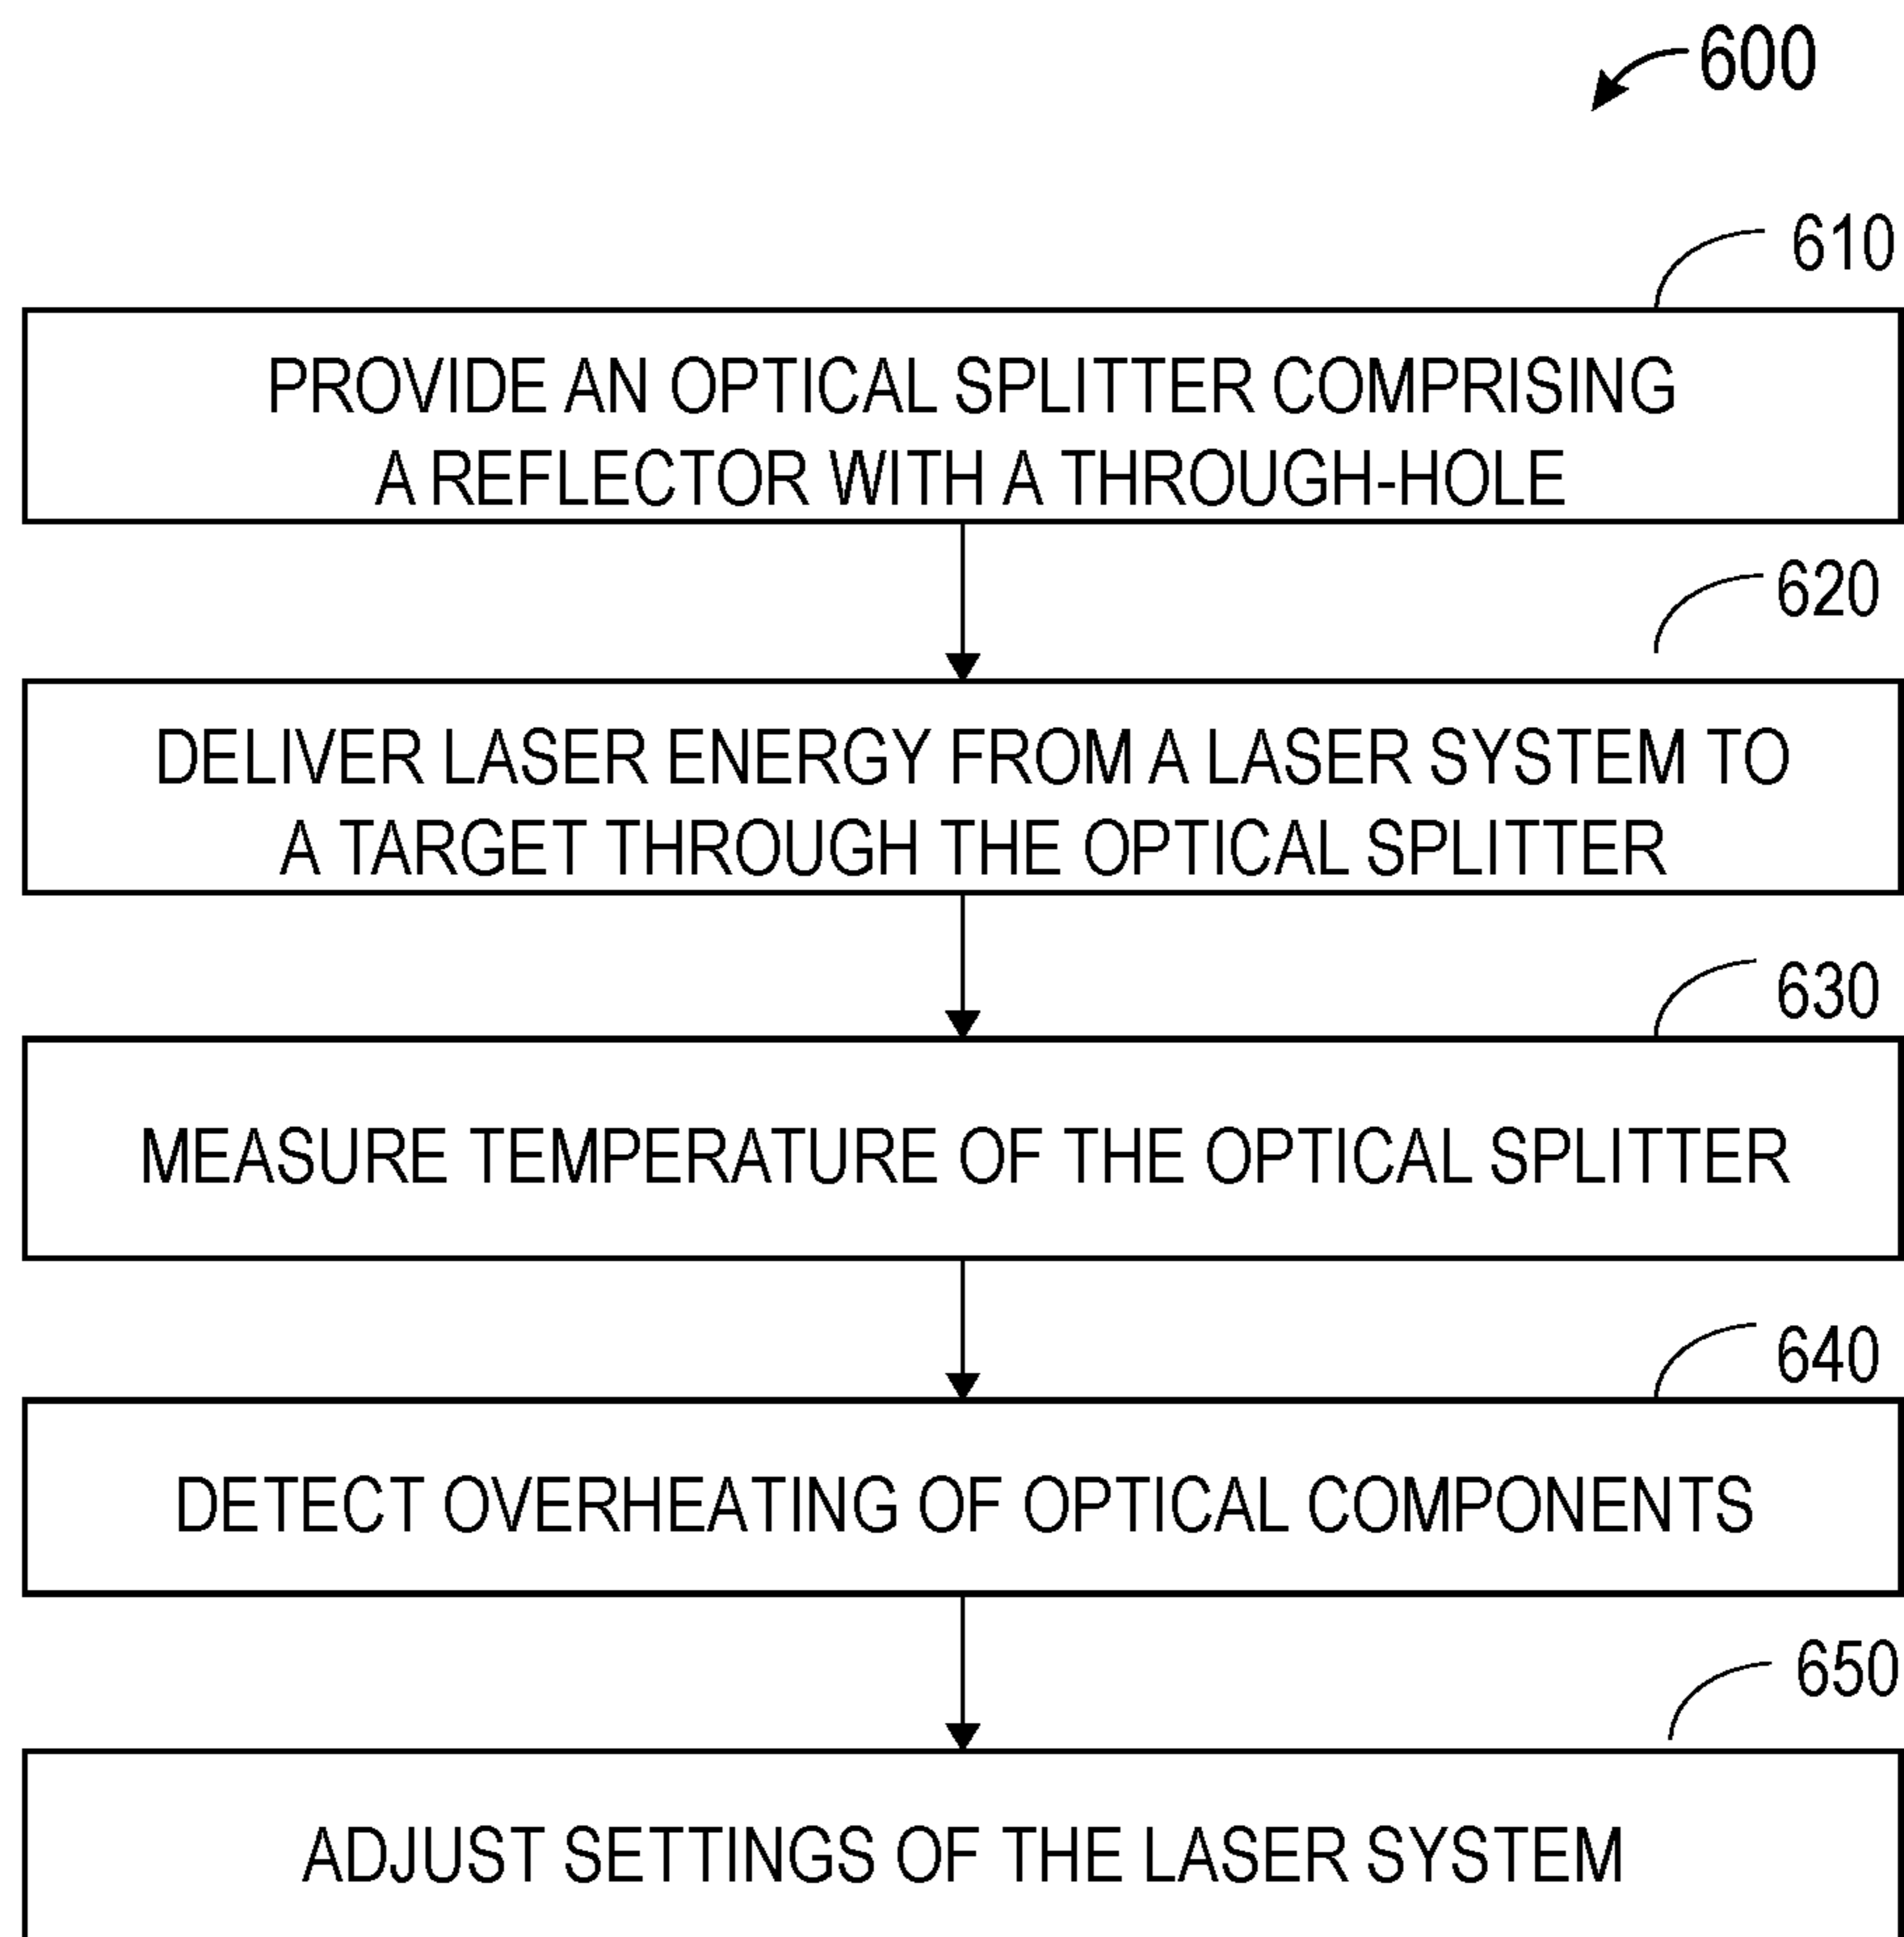 600
610
PROVIDE AN OPTICAL SPLITTER COMPRISING
A REFLECTOR WITH A THROUGH-HOLE
620
DELIVER LASER ENERGY FROM A LASER SYSTEM TO
A TARGET THROUGH THE OPTICAL SPLITTER
630
MEASURE TEMPERATURE OF THE OPTICAL SPLITTER
640
DETECT OVERHEATING OF OPTICAL COMPONENTS
650
ADJUST SETTINGS OF THE LASER SYSTEM